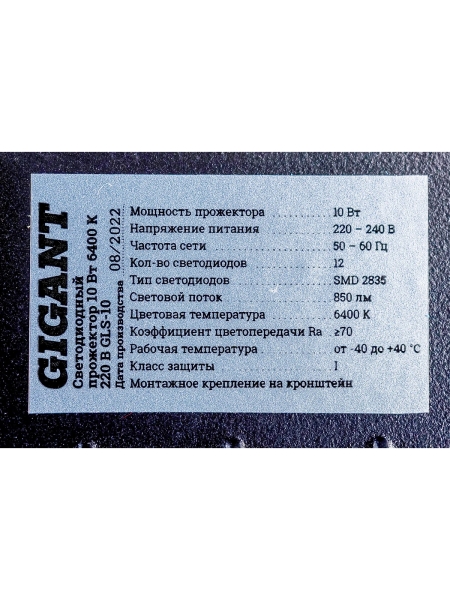 GIGANT
Светодиодный
прожектор 10 Вт 6400 К
220 В GLS-10
Дата производства 08/2022
Мощность прожектора 10 Вт
Напряжение питания 220 – 240 В
Частота сети 50 – 60 Гц
Кол-во светодиодов 12
Тип светодиодов SMD 2835
Световой поток 850 лм
Цветовая температура 6400 К
Коэффициент цветопередачи Ra ≥70
Рабочая температура от -40 до +40 °С
Класс защиты I
Монтажное крепление на кронштейн